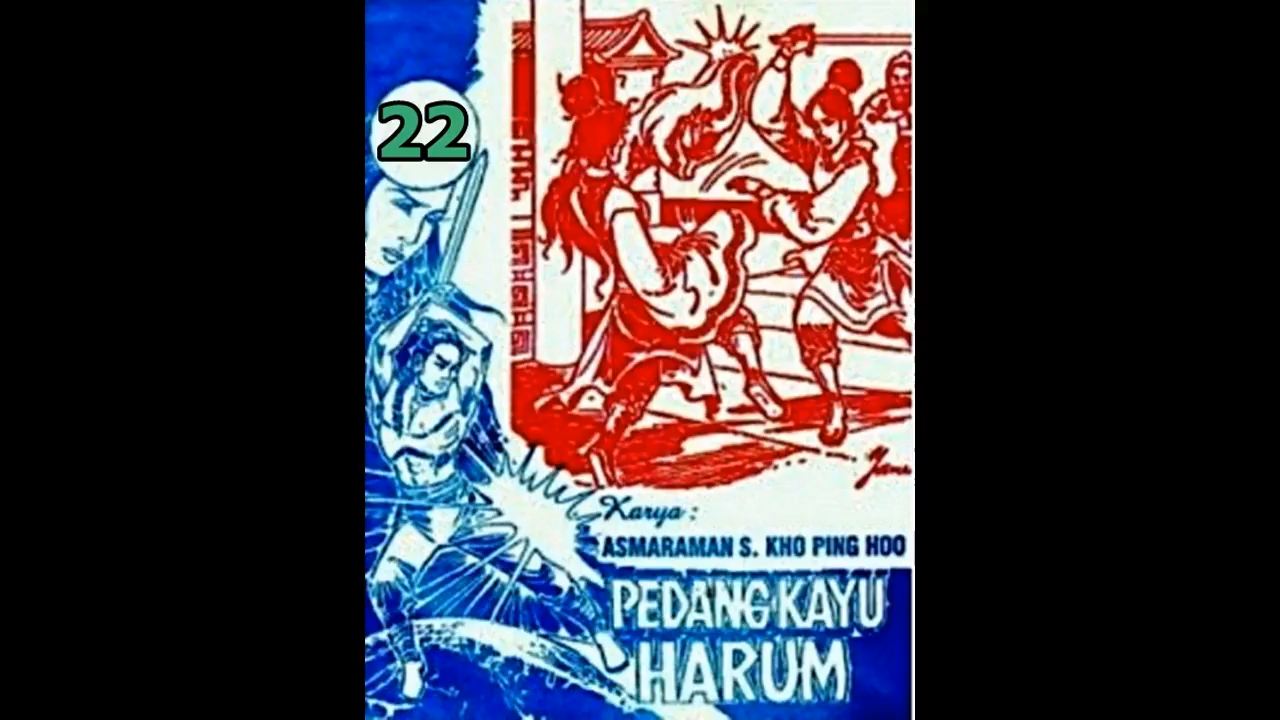 22
Karya :
ASMARAMAN S. KHO PING HOO
PEDANG KAYU
HARUM